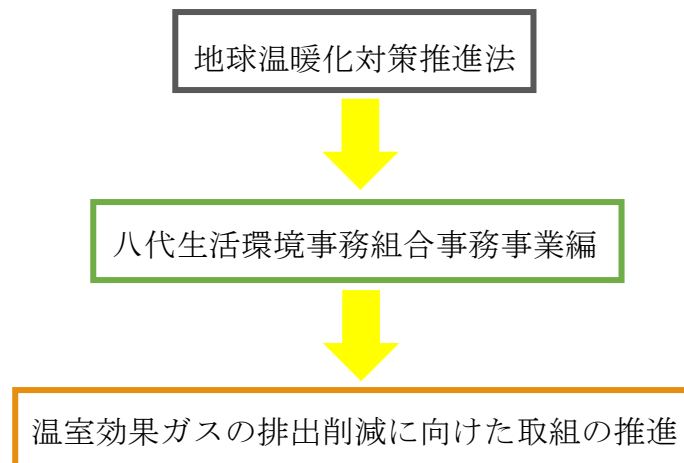 地球温暖化対策推進法
八代生活環境事務組合事務事業編
温室効果ガスの排出削減に向けた取組の推進